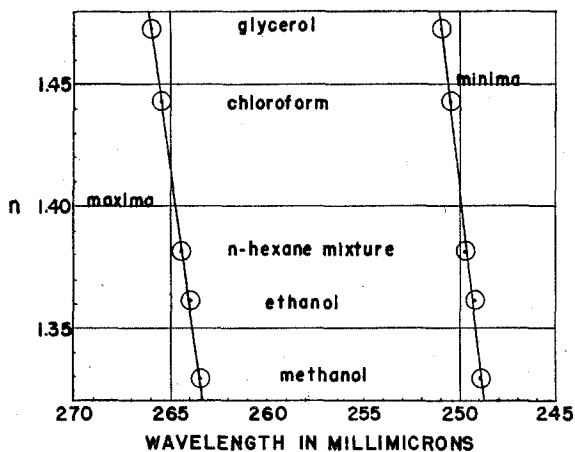 glycerol
1.45
minima
chloroform
maxima
n 1.40
n-hexane mixture
ethanol
1.35
methanol
270 265 260 255 250 245
WAVELENGTH IN MILLIMICRONS